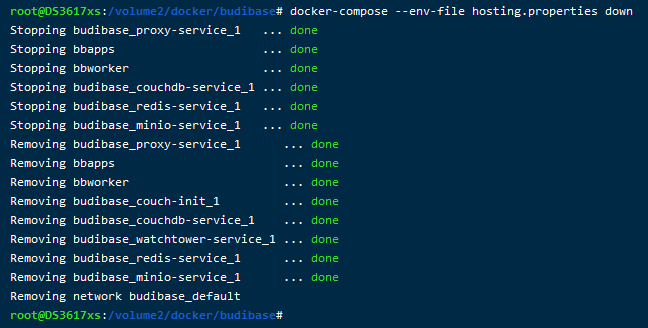 root@DS3617xs:/volume2/docker/budibase# docker-compose --env-file hosting.properties down
Stopping budibase_proxy-service_1   ... done
Stopping bbapps                     ... done
Stopping bbworker                   ... done
Stopping budibase_couchdb-service_1 ... done
Stopping budibase_redis-service_1   ... done
Stopping budibase_minio-service_1   ... done
Removing budibase_proxy-service_1      ... done
Removing bbapps                        ... done
Removing bbworker                      ... done
Removing budibase_couch-init_1         ... done
Removing budibase_couchdb-service_1    ... done
Removing budibase_watchtower-service_1 ... done
Removing budibase_redis-service_1      ... done
Removing budibase_minio-service_1      ... done
Removing network budibase_default
root@DS3617xs:/volume2/docker/budibase#